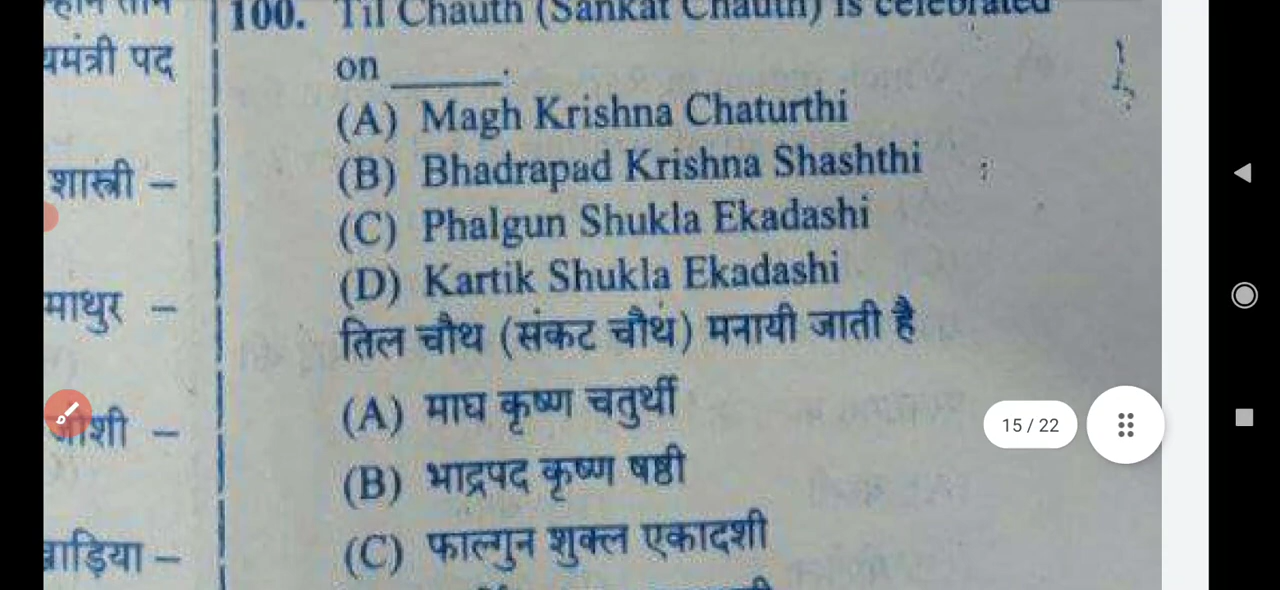 यमंत्री पद
शास्त्री –
माथुर –
जोशी –
ब्राड़िया –
100. Til Chauth (Sankat Chauth) is celebrated
on ______.
(A) Magh Krishna Chaturthi
(B) Bhadrapad Krishna Shashthi
(C) Phalgun Shukla Ekadashi
(D) Kartik Shukla Ekadashi
तिल चौथ (संकट चौथ) मनायी जाती है
(A) माघ कृष्ण चतुर्थी
(B) भाद्रपद कृष्ण षष्ठी
(C) फाल्गुन शुक्ल एकादशी
15 / 22